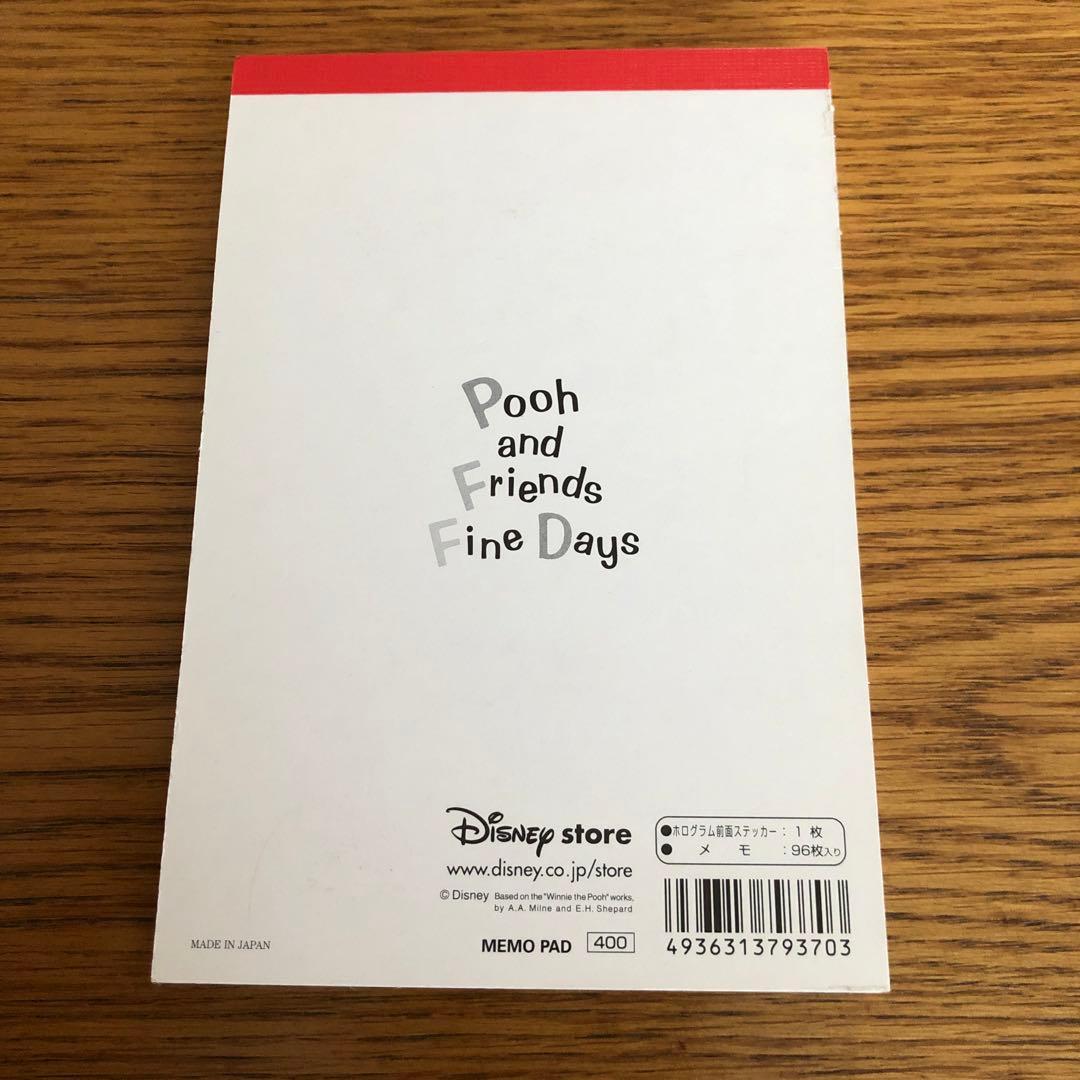 Pooh
and
Friends
Fine Days
Disney store
www.disney.co.jp/store
© Disney Based on the "Winnie the Pooh" works,
by A.A. Milne and E.H. Shepard
MEMO PAD 400
●ホログラム前面ステッカー：1 枚
●メモ：96枚入り
4936313793703
MADE IN JAPAN